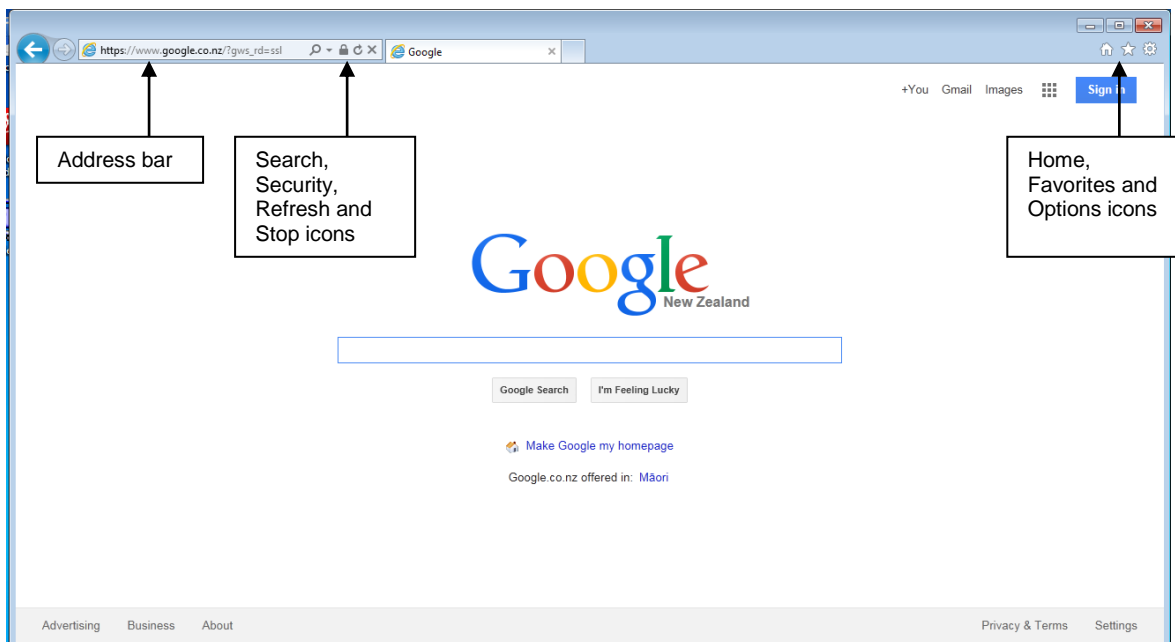 https://www.google.co.nz/?gws_rd=ssl
Google
+You Gmail Images
Sign in
Address bar
Search,
Security,
Refresh and
Stop icons
Home,
Favorites and
Options icons
Google
New Zealand
Google Search I'm Feeling Lucky
Make Google my homepage
Google.co.nz offered in: Māori
Advertising Business About Privacy & Terms Settings